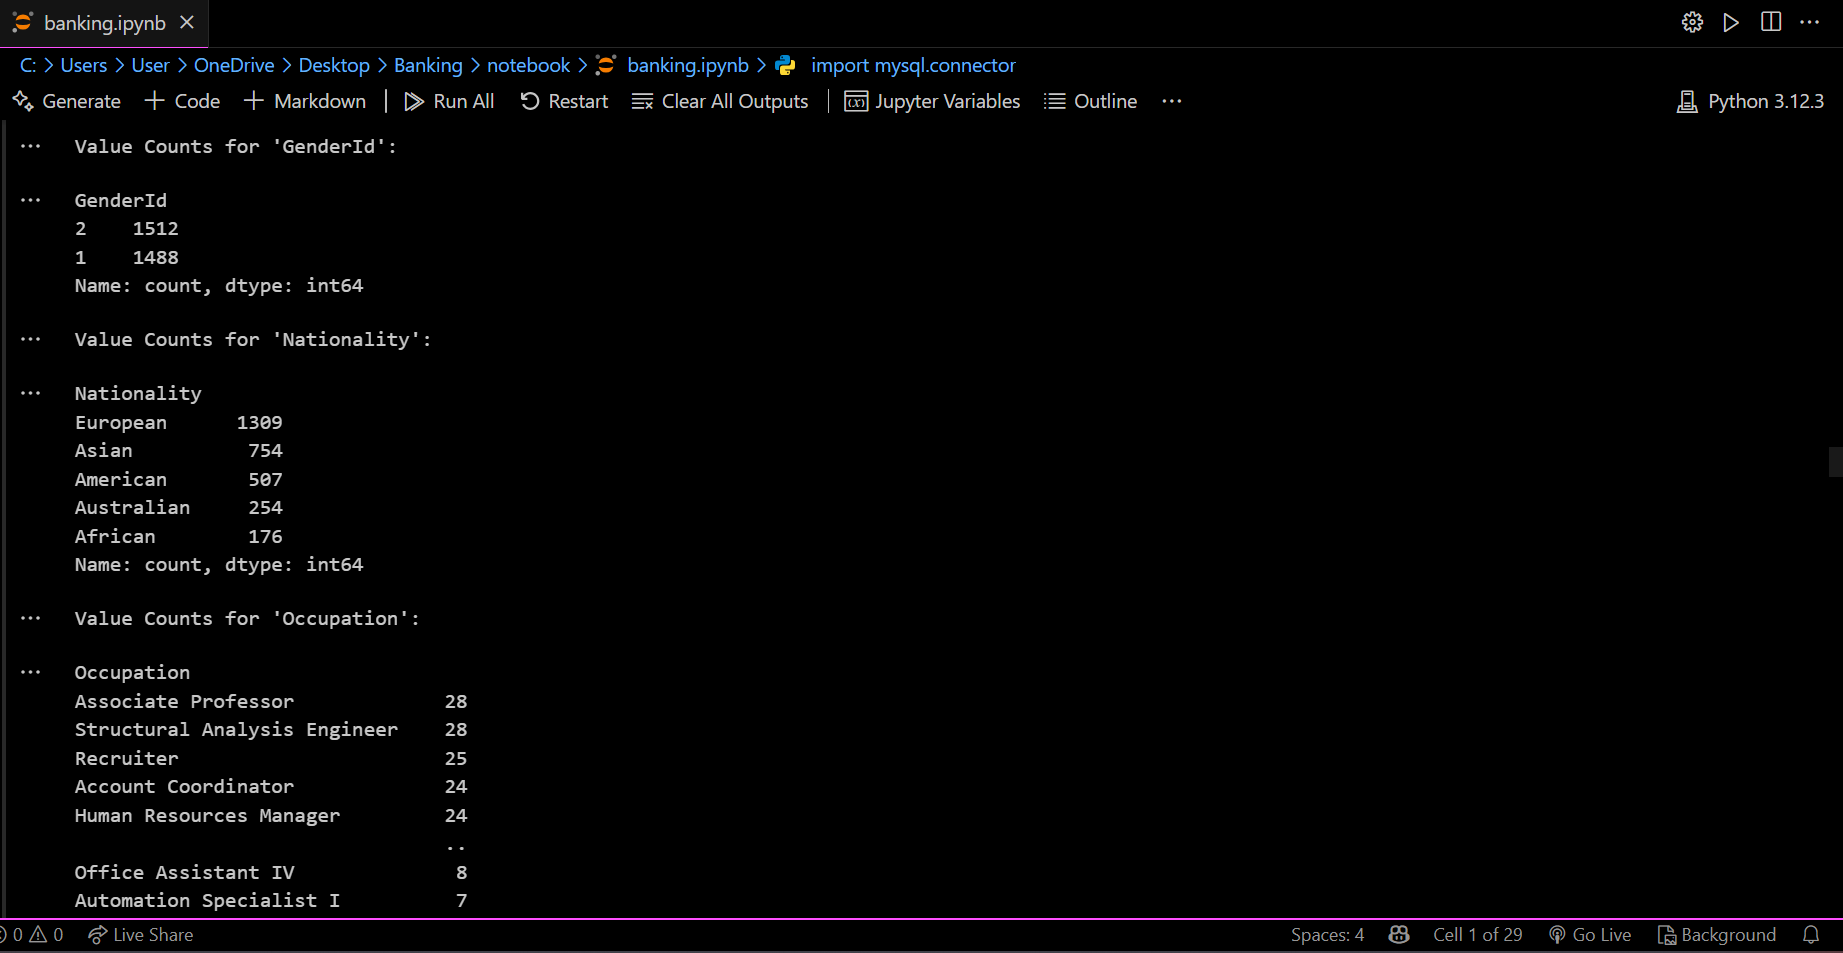 banking.ipynb
C: > Users > User > OneDrive > Desktop > Banking > notebook > banking.ipynb > import mysql.connector
Generate + Code + Markdown | Run All Restart Clear All Outputs | Jupyter Variables Outline ... Python 3.12.3
... Value Counts for 'GenderId':
... GenderId
2 1512
1 1488
Name: count, dtype: int64
... Value Counts for 'Nationality':
... Nationality
European 1309
Asian 754
American 507
Australian 254
African 176
Name: count, dtype: int64
... Value Counts for 'Occupation':
... Occupation
Associate Professor 28
Structural Analysis Engineer 28
Recruiter 25
Account Coordinator 24
Human Resources Manager 24
..
Office Assistant IV 8
Automation Specialist I 7
0 0 Live Share Spaces: 4 Cell 1 of 29 Go Live Background